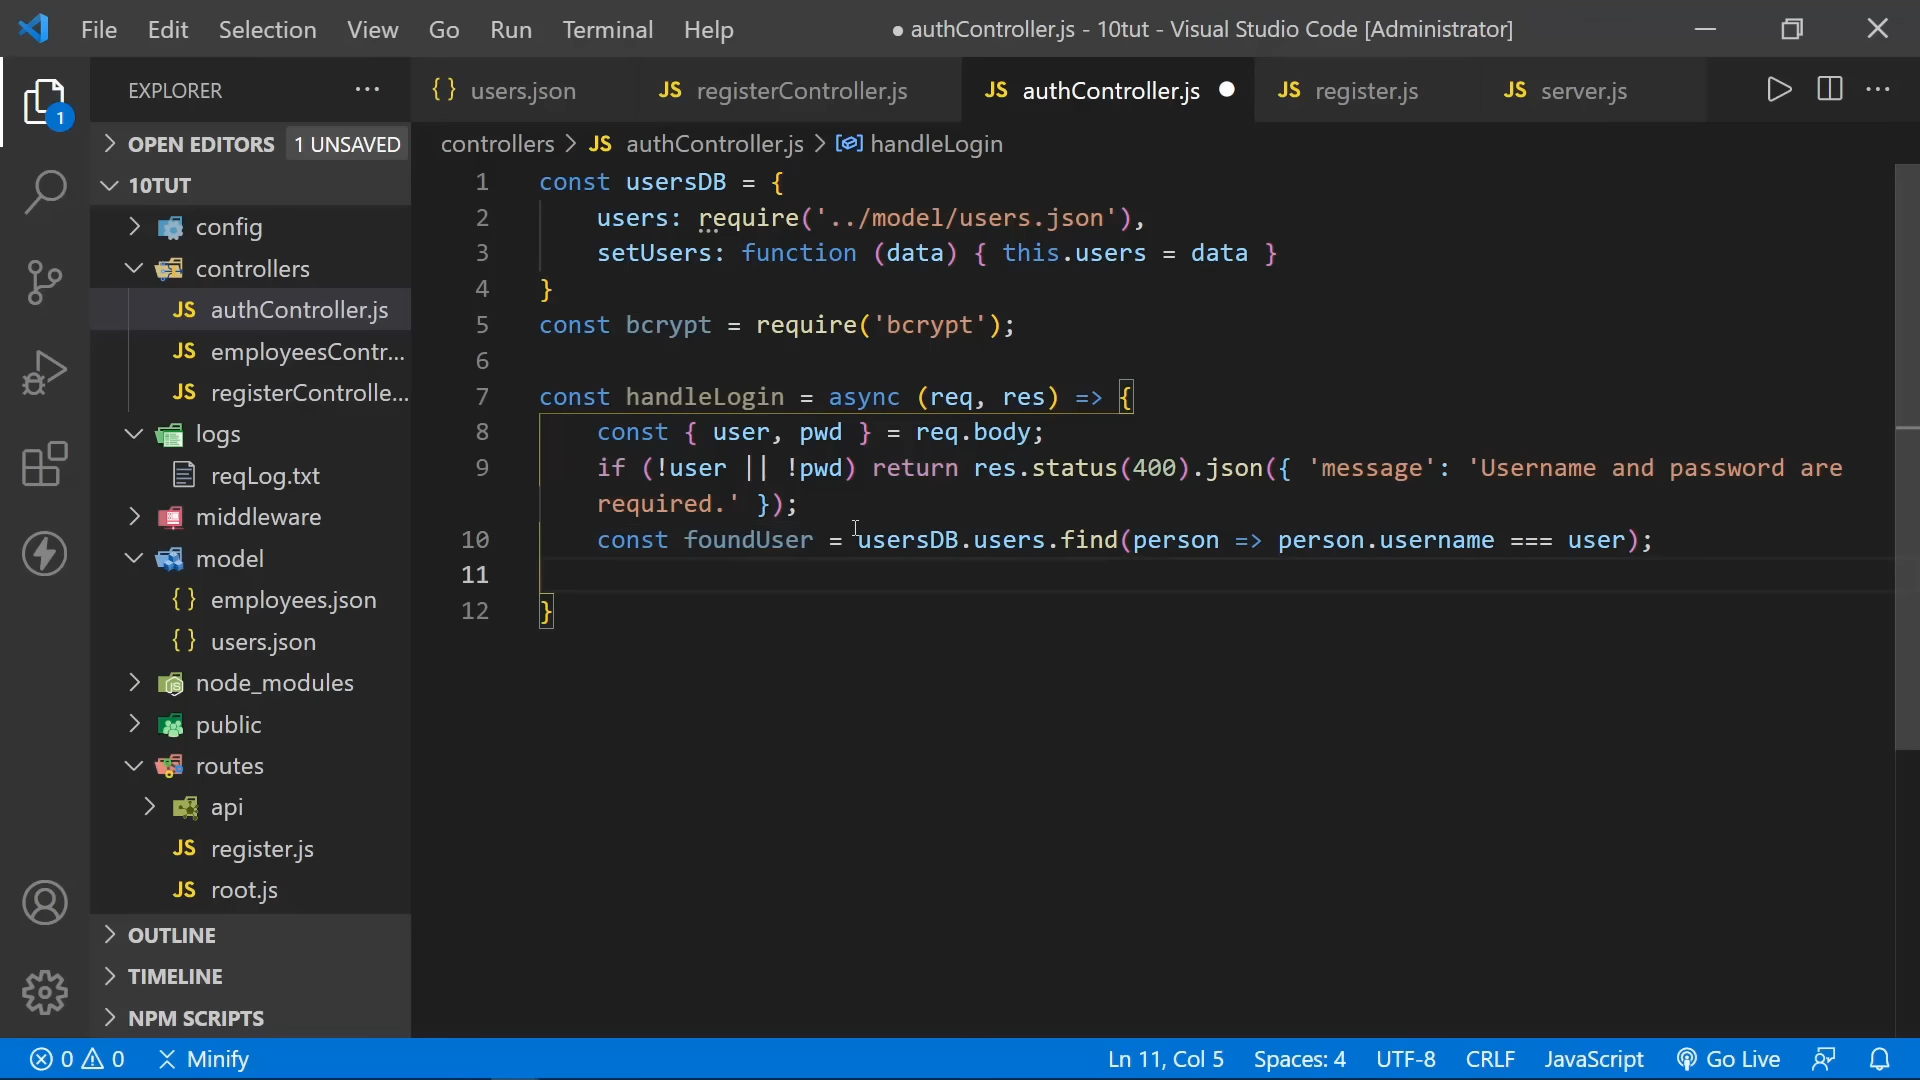 File Edit Selection View Go Run Terminal Help ● authController.js - 10tut - Visual Studio Code [Administrator]
EXPLORER ···
{ } users.json JS registerController.js JS authController.js ● JS register.js JS server.js ···
1
OPEN EDITORS 1 UNSAVED
controllers > JS authController.js > handleLogin
10TUT
config
controllers
JS authController.js
JS employeesContr...
JS registerControlle...
logs
reqLog.txt
middleware
model
{ } employees.json
{ } users.json
node_modules
public
routes
api
JS register.js
JS root.js
OUTLINE
TIMELINE
NPM SCRIPTS
1 const usersDB = {
2 users: require('../model/users.json'),
3 setUsers: function (data) { this.users = data }
4 }
5 const bcrypt = require('bcrypt');
6
7 const handleLogin = async (req, res) => {
8 const { user, pwd } = req.body;
9 if (!user || !pwd) return res.status(400).json({ 'message': 'Username and password are
required.' });
10 const foundUser = usersDB.users.find(person => person.username === user);
11
12 }
0 0 Minify Ln 11, Col 5 Spaces: 4 UTF-8 CRLF JavaScript Go Live